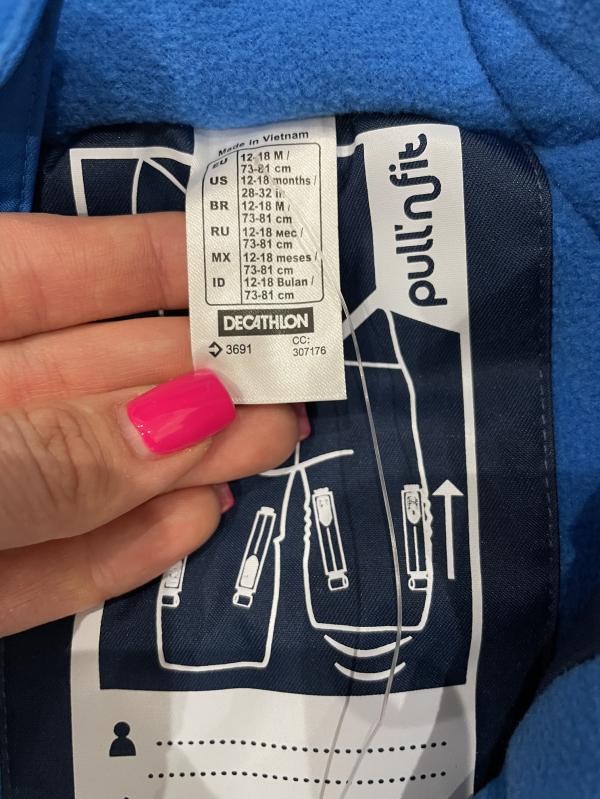 Made in Vietnam
EU 12-18 M /
73-81 cm
US 12-18 months /
28-32 in
BR 12-18 M /
73-81 cm
RU 12-18 мес /
73-81 cm
MX 12-18 meses /
73-81 cm
ID 12-18 Bulan /
73-81 cm
DECATHLON
3691 CC:
307176
pull'n fit